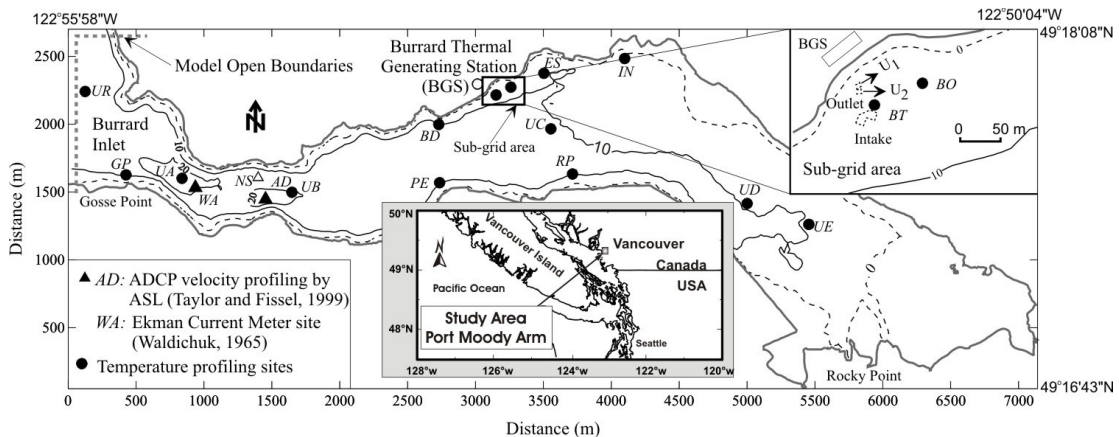 122°55'58"W
122°50'04"W
49°18'08"N
2500
2000
1500
1000
500
Distance (m)
Model Open Boundaries
UR
Burrard
Inlet
N
10
GP
UA
20
WA
Gosse Point
NS
AD
UB
20
Burrard Thermal
Generating Station
(BGS)
ES
IN
BD
UC
Sub-grid area
10
PE
RP
UD
UE
0
Rocky Point
BGS
0
U1
U2
Outlet
BO
BT
Intake
0 50 m
Sub-grid area
10
AD: ADCP velocity profiling by
ASL (Taylor and Fissel, 1999)
WA: Ekman Current Meter site
(Waldichuk, 1965)
Temperature profiling sites
50°N
49°N
48°N
N
Vancouver Island
Vancouver
Canada
USA
Pacific Ocean
Study Area
Port Moody Arm
Seattle
128°W 126°W 124°W 122°W 120°W
49°16'43"N
0 500 1000 1500 2000 2500 3000 3500 4000 4500 5000 5500 6000 6500 7000
Distance (m)